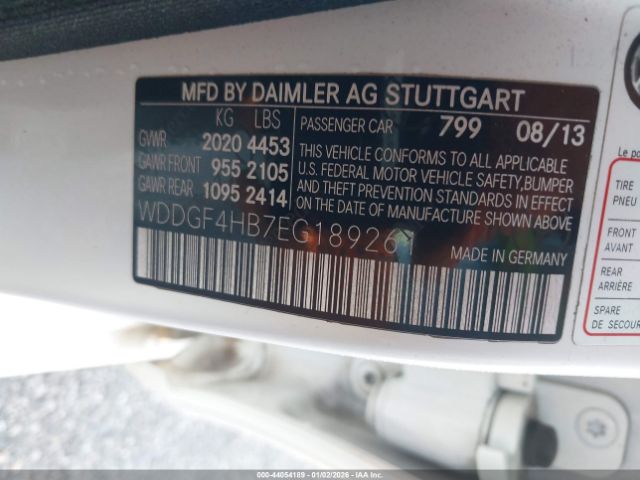 MFD BY DAIMLER AG STUTTGART
KG LBS
GVWR 2020 4453
GAWR FRONT 955 2105
GAWR REAR 1095 2414
PASSENGER CAR 799 08/13
THIS VEHICLE CONFORMS TO ALL APPLICABLE
U.S. FEDERAL MOTOR VEHICLE SAFETY, BUMPER
AND THEFT PREVENTION STANDARDS IN EFFECT
ON THE DATE OF MANUFACTURE SHOWN ABOVE.
MADE IN GERMANY
Le
TIRE
PNEU
FRONT
AVANT
REAR
ARRIÈRE
SPARE
DE SECOUR
000-44054189 - 01/02/2026 - IAA Inc.